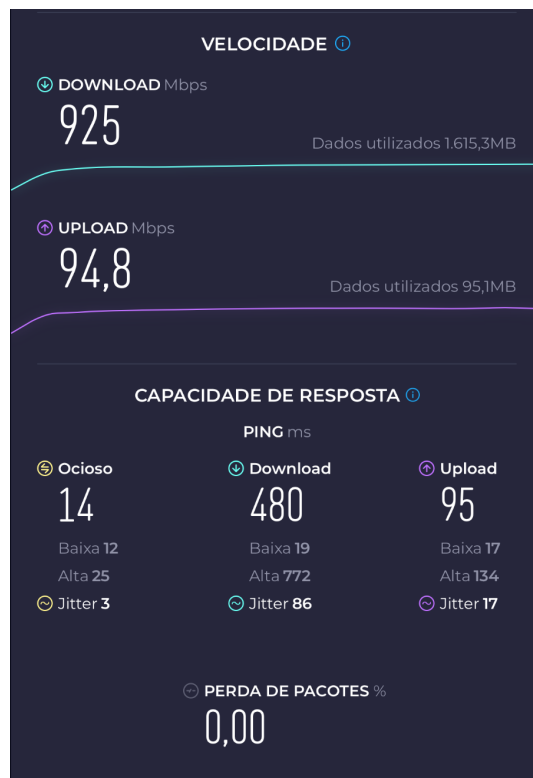 VELOCIDADE
DOWNLOAD Mbps
925
Dados utilizados 1.615,3MB
UPLOAD Mbps
94,8
Dados utilizados 95,1MB
CAPACIDADE DE RESPOSTA
PING ms
Ocioso Download Upload
14 480 95
Baixa 12 Baixa 19 Baixa 17
Alta 25 Alta 772 Alta 134
Jitter 3 Jitter 86 Jitter 17
PERDA DE PACOTES %
0,00